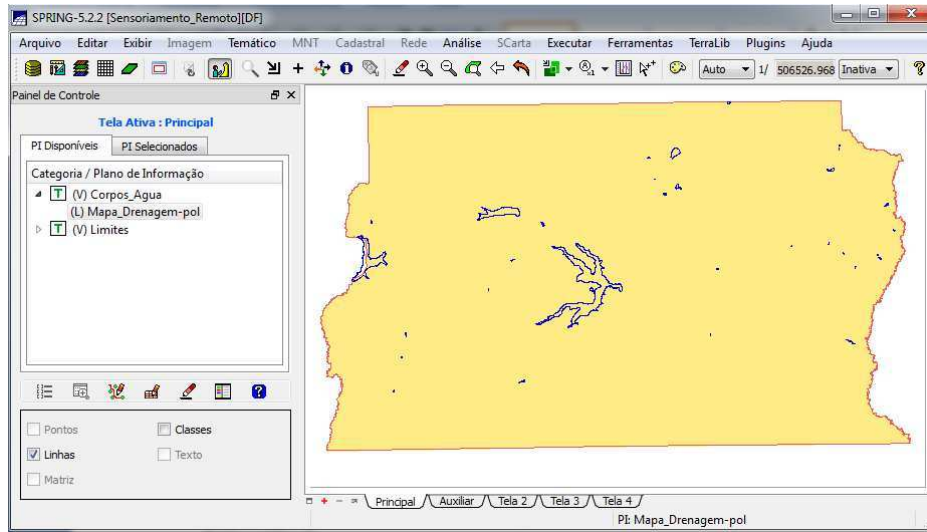 SPRING-5.2.2 [Sensoriamento_Remoto][DF]
Arquivo Editar Exibir Imagem Temático MNT Cadastral Rede Análise SCarta Executar Ferramentas TerraLib Plugins Ajuda
Auto 1/ 506526.968 Inativa
Painel de Controle
Tela Ativa : Principal
PI Disponíveis PI Selecionados
Categoria / Plano de Informação
T (V) Corpos_Agua
(L) Mapa_Drenagem-pol
T (V) Limites
Pontos Classes
Linhas Texto
Matriz
Principal Auxiliar Tela 2 Tela 3 Tela 4
PI: Mapa_Drenagem-pol